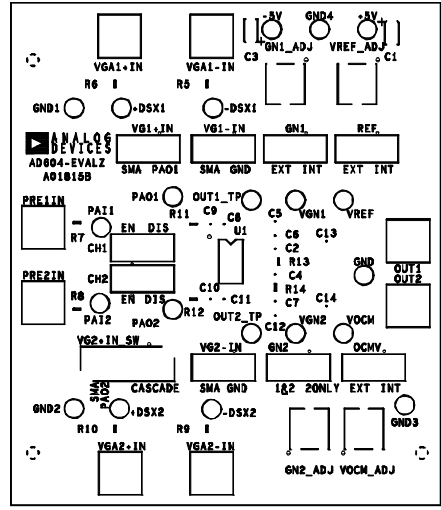 -5V GND4 +5V
VGA1+IN VGA1-IN C3 + GN1_ADJ VREF_ADJ + C1
R6 R5
GND1 +DSX1 -DSX1
ANALOG DEVICES
VG1+IN VG1-IN GN1 REF
AD604-EVALZ SMA PAO1 SMA GND EXT INT EXT INT
A01815B
PAO1 OUT1_TP
PRE1IN PAI1 R11 C9 C8 C5 VGN1 VREF
R7 EN DIS U1 C6 C13
CH1 C2 GND OUT1
PRE2IN CH2 R13 OUT2
C4
R8 EN DIS C10 R14
PAI2 PAO2 R12 C11 C7 C14
OUT2_TP C12 VGN2 VOCM
VG2+IN_SW VG2-IN GN2 OCMV
SMA PAO2 CASCADE SMA GND 1&2 2ONLY EXT INT
GND2 +DSX2 -DSX2 GND3
R10 R9
VGA2+IN VGA2-IN GN2_ADJ VOCM_ADJ